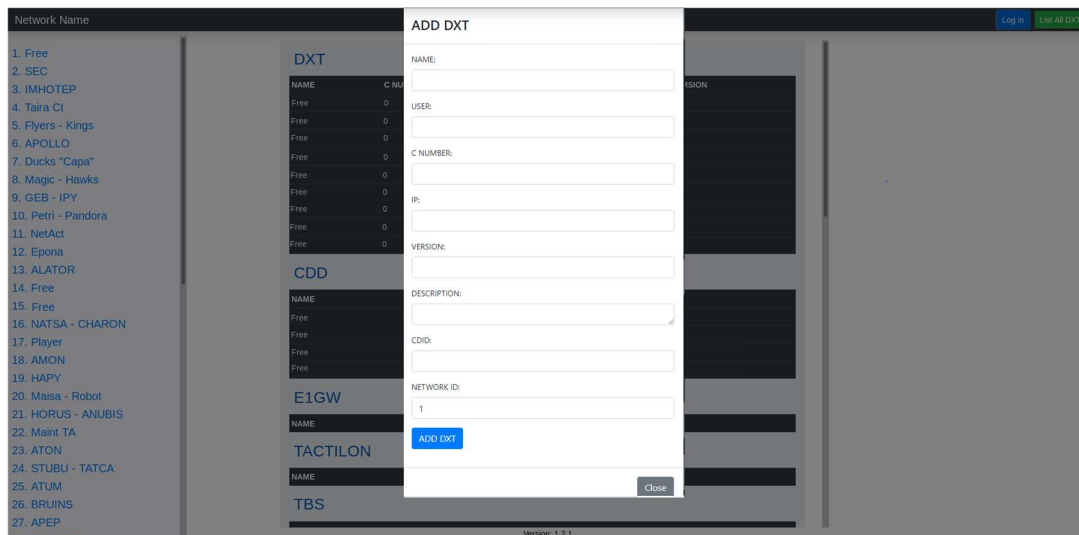 Network Name
Log in
List All DXT
1. Free
2. SEC
3. IMHOTEP
4. Taira CI
5. Flyers - Kings
6. APOLLO
7. Ducks "Capa"
8. Magic - Hawks
9. GEB - IPY
10. Petri - Pandora
11. NetAct
12. Epona
13. ALATOR
14. Free
15. Free
16. NATSA - CHARON
17. Player
18. AMON
19. HAPY
20. Maisa - Robot
21. HORUS - ANUBIS
22. Maint TA
23. ATON
24. STUBU - TATCA
25. ATUM
26. BRUINS
27. APEP
DXT
NAME C NU RSION
Free 0
Free 0
Free 0
Free 0
Free 0
Free 0
Free 0
Free 0
Free 0
CDD
NAME
Free
Free
Free
Free
E1GW
NAME
TACTILON
NAME
TBS
ADD DXT
NAME:
USER:
C NUMBER:
IP:
VERSION:
DESCRIPTION:
CDID:
NETWORK ID:
1
ADD DXT
Close
Version: 1.2.1